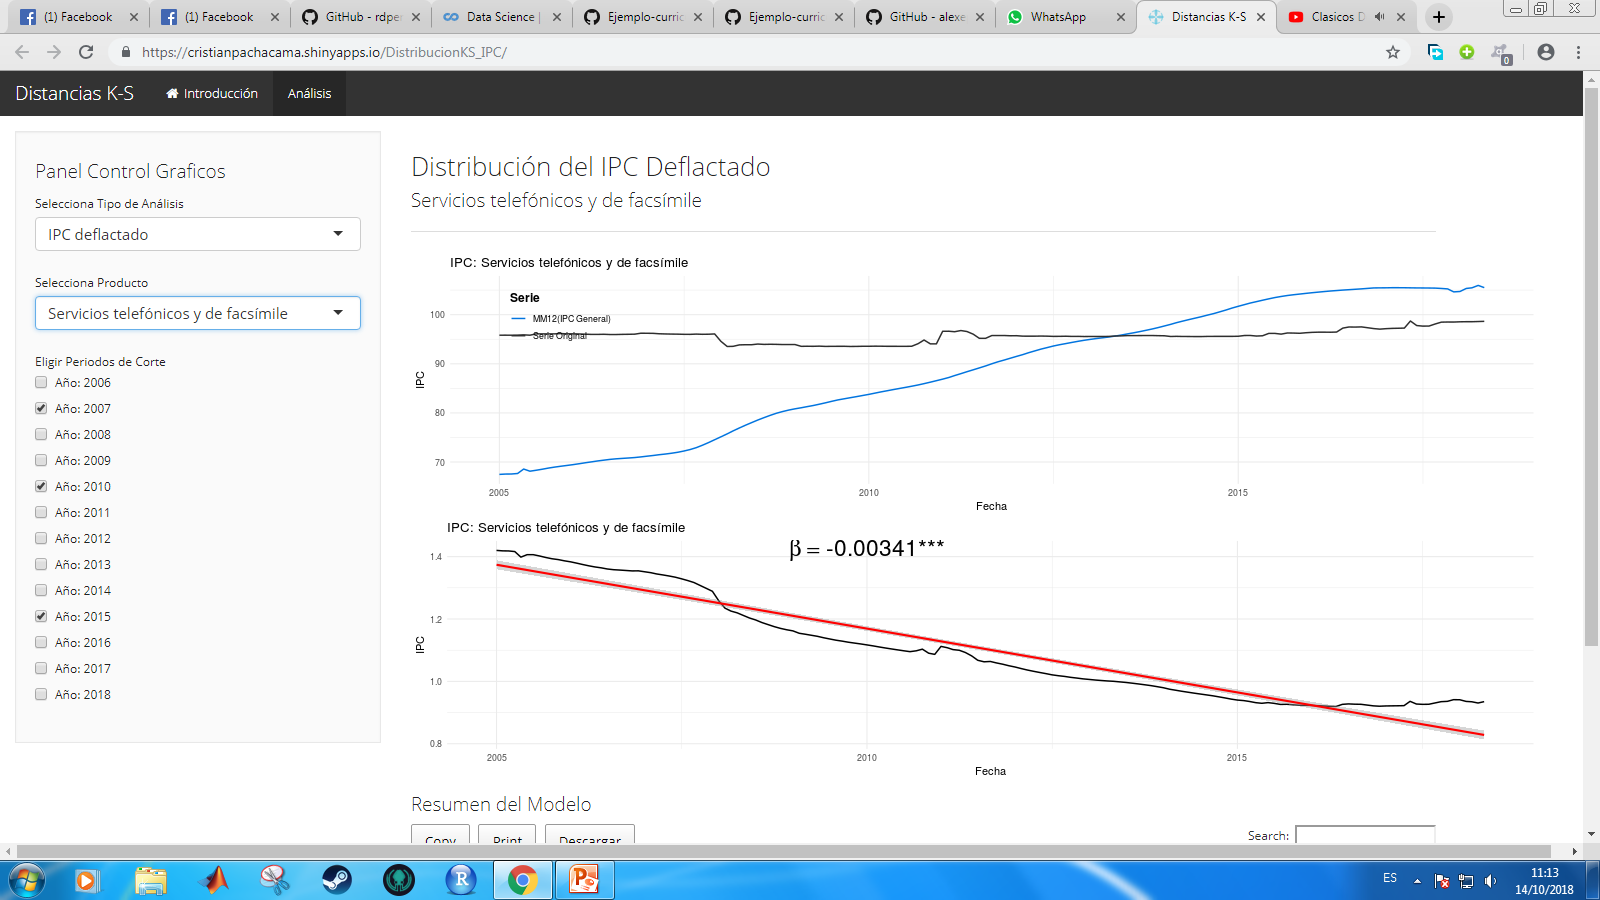 (1) Facebook
(1) Facebook
GitHub - rdpe
Data Science |
Ejemplo-curric
Ejemplo-curric
GitHub - alexe
WhatsApp
Distancias K-S
Clasicos D
https://cristianpachacama.shinyapps.io/DistribucionKS_IPC/
0
Distancias K-S
Introducción
Análisis
Panel Control Graficos
Selecciona Tipo de Análisis
IPC deflactado
Selecciona Producto
Servicios telefónicos y de facsímile
Eligir Periodos de Corte
Año: 2006
Año: 2007
Año: 2008
Año: 2009
Año: 2010
Año: 2011
Año: 2012
Año: 2013
Año: 2014
Año: 2015
Año: 2016
Año: 2017
Año: 2018
Distribución del IPC Deflactado
Servicios telefónicos y de facsímile
IPC: Servicios telefónicos y de facsímile
Serie
MM12(IPC General)
Serie Original
100
90
80
70
IPC
2005
2010
2015
Fecha
IPC: Servicios telefónicos y de facsímile
β = -0.00341***
1.4
1.2
1.0
0.8
IPC
2005
2010
2015
Fecha
Resumen del Modelo
Copy
Print
Descargar
Search:
ES
11:13
14/10/2018